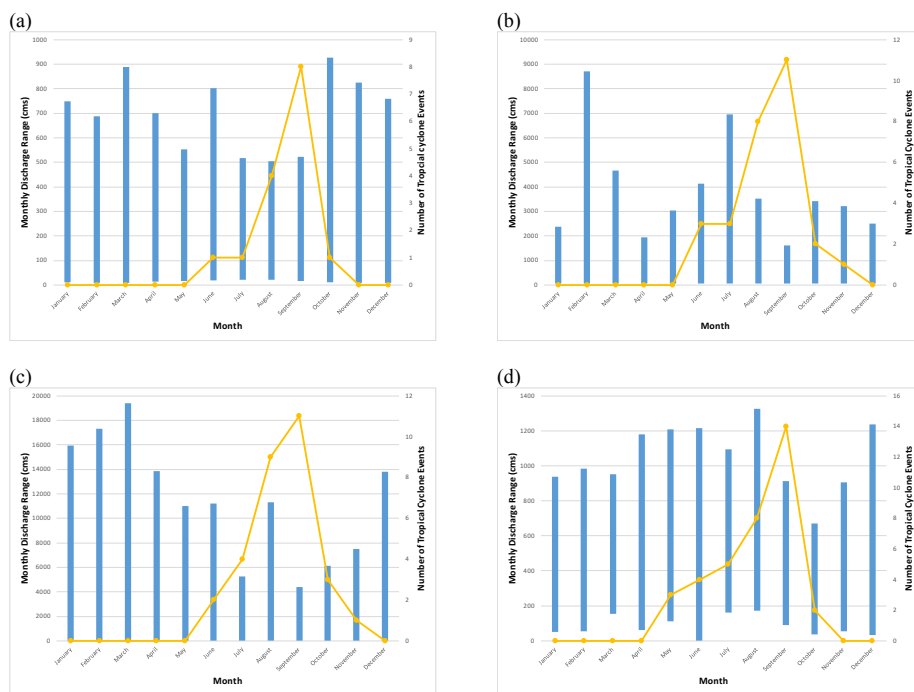 (a)
(b)
1000
900
800
700
600
500
400
300
200
100
0
9
8
7
6
5
4
3
2
1
0
Monthly Discharge Range (cms)
Number of Tropcial cyclone Events
January
February
March
April
May
June
July
August
September
October
November
December
Month
10000
9000
8000
7000
6000
5000
4000
3000
2000
1000
0
12
10
8
6
4
2
0
Monthly Discharge Range (cms)
Number of Tropical Cyclone Events
January
February
March
April
May
June
July
August
September
October
November
December
Month
(c)
(d)
20000
18000
16000
14000
12000
10000
8000
6000
4000
2000
0
12
10
8
6
4
2
0
Monthly Discharge Range (cms)
Number of Tropical Cyclone Events
January
February
March
April
May
June
July
August
September
October
November
December
Month
1400
1200
1000
800
600
400
200
0
16
14
12
10
8
6
4
2
0
Monthly Discharge Range (cms)
Number of Tropical Cyclone Events
January
February
March
April
May
June
July
August
September
October
November
December
Month